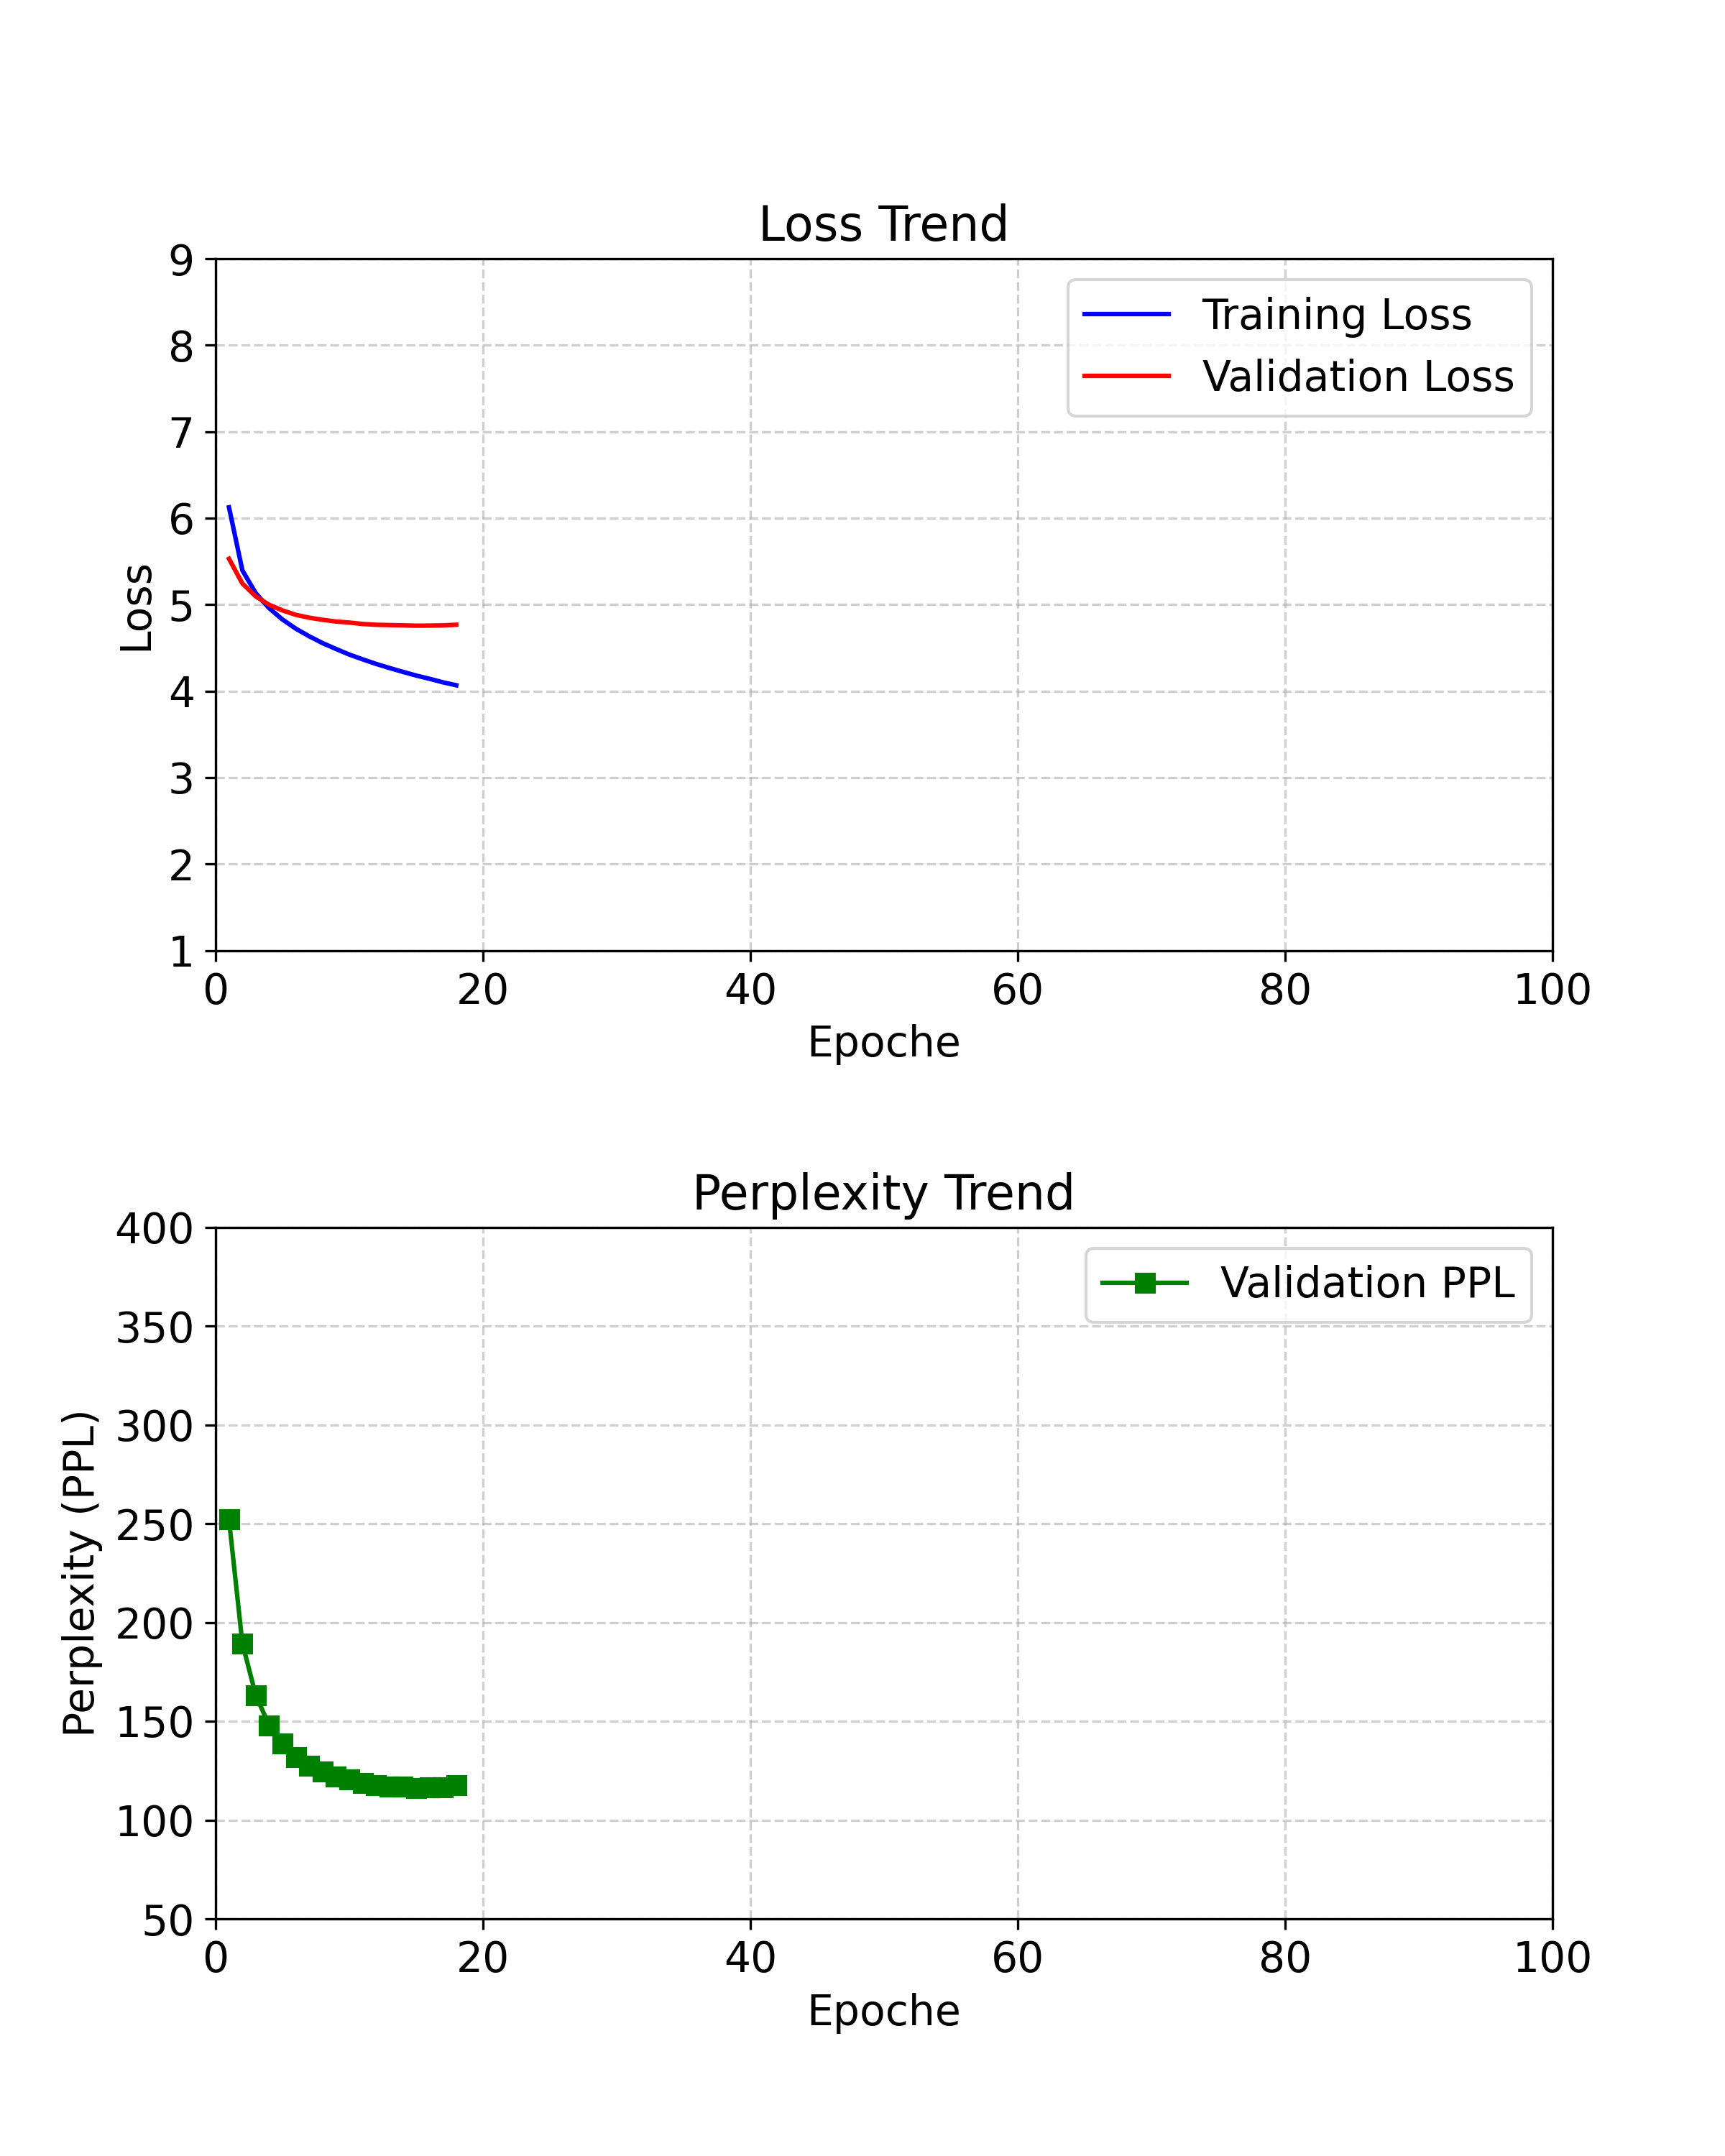 Loss Trend
9
8
7
6
5
4
3
2
1
Loss
Training Loss
Validation Loss
0 20 40 60 80 100
Epoche
Perplexity Trend
400
350
300
250
200
150
100
50
Perplexity (PPL)
Validation PPL
0 20 40 60 80 100
Epoche